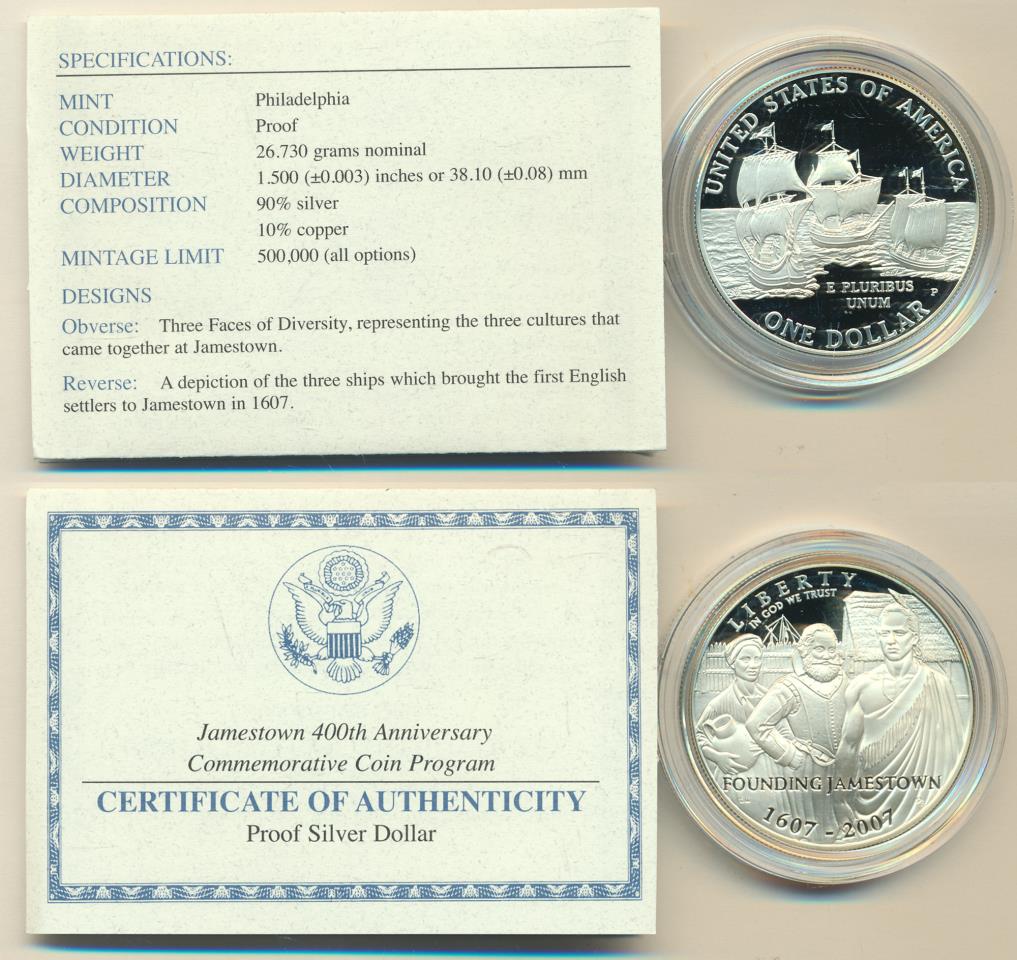 SPECIFICATIONS:
MINT Philadelphia
CONDITION Proof
WEIGHT 26.730 grams nominal
DIAMETER 1.500 (±0.003) inches or 38.10 (±0.08) mm
COMPOSITION 90% silver
10% copper
MINTAGE LIMIT 500,000 (all options)
DESIGNS
Obverse: Three Faces of Diversity, representing the three cultures that
came together at Jamestown.
Reverse: A depiction of the three ships which brought the first English
settlers to Jamestown in 1607.
UNITED STATES OF AMERICA
E PLURIBUS
UNUM
P
ONE DOLLAR
Jamestown 400th Anniversary
Commemorative Coin Program
CERTIFICATE OF AUTHENTICITY
Proof Silver Dollar
LIBERTY
IN GOD WE TRUST
FOUNDING JAMESTOWN
1607 - 2007